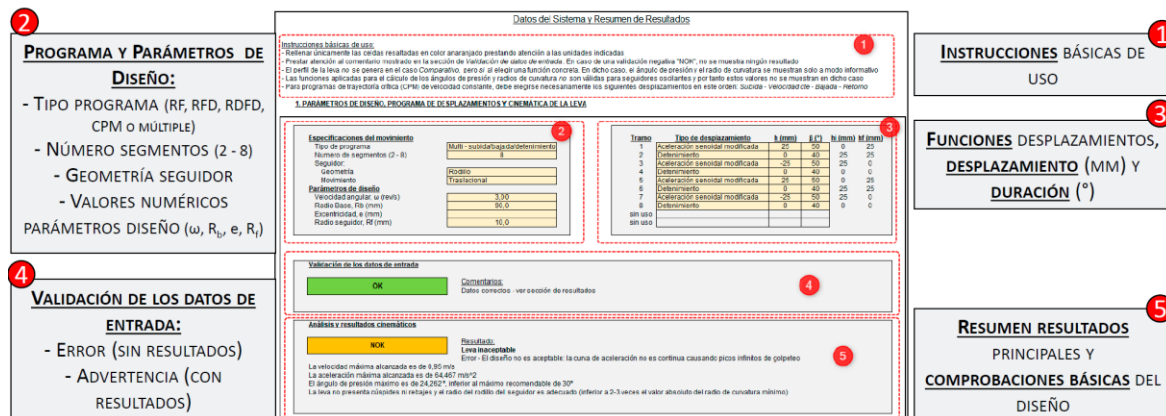 2
PROGRAMA Y PARÁMETROS DE
DISEÑO:
- TIPO PROGRAMA (RF, RFD, RDFD,
CPM O MÚLTIPLE)
- NÚMERO SEGMENTOS (2 - 8)
- GEOMETRÍA SEGUIDOR
- VALORES NUMÉRICOS
PARÁMETROS DISEÑO (ω, Rb, e, Rf)
4
VALIDACIÓN DE LOS DATOS DE
ENTRADA:
- ERROR (SIN RESULTADOS)
- ADVERTENCIA (CON
RESULTADOS)
Datos del Sistema y Resumen de Resultados
1
Instrucciones básicas de uso:
- Rellenar únicamente las celdas resaltadas en color anaranjado prestando atención a las unidades indicadas
- Prestar atención al comentario mostrado en la sección de Validación de datos de entrada. En caso de una validación negativa "NOK", no se muestra ningún resultado
- El perfil de la leva no se genera en el caso Comparativo, pero sí al elegir una función concreta. En dicho caso, el ángulo de presión y el radio de curvatura se muestran solo a modo informativo
- Las funciones aplicadas para el cálculo de los ángulos de presión y radios de curvatura no son válidas para seguidores oscilantes y por tanto estos valores no se muestran en dicho caso
- Para programas de trayectoria crítica (CPM) de velocidad constante, debe elegirse necesariamente los siguientes desplazamientos en este orden: Subida - Velocidad cte - Bajada - Retorno
1. PARÁMETROS DE DISEÑO, PROGRAMA DE DESPLAZAMIENTOS Y CINEMÁTICA DE LA LEVA
2
Especificaciones del movimiento
Tipo de programa Multi - subida/bajada/detenimiento
Numero de segmentos (2 - 8) 8
Seguidor:
Geometría Rodillo
Movimiento Traslacional
Parámetros de diseño
Velocidad angular, ω (rev/s) 3,00
Radio Base, Rb (mm) 90,0
Excentricidad, e (mm)
Radio seguidor, Rf (mm) 10,0
3
Tramo Tipo de desplazamiento h (mm) β (°) hi (mm) hf (mm)
1 Aceleración senoidal modificada 25 50 0 25
2 Detenimiento 0 40 25 25
3 Aceleración senoidal modificada -25 50 25 0
4 Detenimiento 0 40 0 0
5 Aceleración senoidal modificada 25 50 0 25
6 Detenimiento 0 40 25 25
7 Aceleración senoidal modificada -25 50 25 0
8 Detenimiento 0 40 0 0
sin uso
sin uso
Validación de los datos de entrada
OK
Comentarios:
Datos correctos - ver sección de resultados
4
Análisis y resultados cinemáticos
NOK
Resultado:
Leva inaceptable
Error - El diseño no es aceptable: la curva de aceleración no es continua causando picos infinitos de golpeteo
5
La velocidad máxima alcanzada es de 0,95 m/s
La aceleración máxima alcanzada es de 64,467 m/s^2
El ángulo de presión máximo es de 24,262°, inferior al máximo recomendable de 30°
La leva no presenta cúspides ni rebajes y el radio del rodillo del seguidor es adecuado (inferior a 2-3 veces el valor absoluto del radio de curvatura mínimo)
1
INSTRUCCIONES BÁSICAS DE
USO
3
FUNCIONES DESPLAZAMIENTOS,
DESPLAZAMIENTO (MM) Y
DURACIÓN (°)
5
RESUMEN RESULTADOS
PRINCIPALES Y
COMPROBACIONES BÁSICAS DEL
DISEÑO